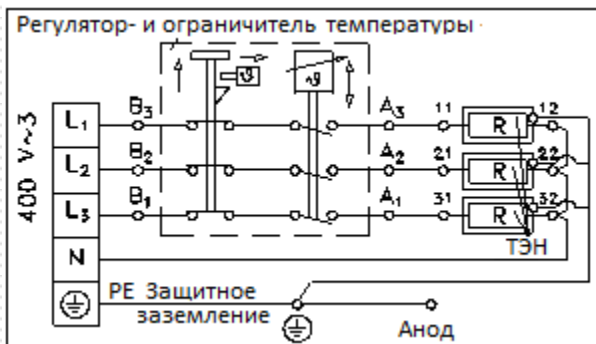 Регулятор- и ограничитель температуры
400 V~3
L1 B3 ϑ ϑ A3 11 R 12
L2 B2 A2 21 R 22
L3 B1 A1 31 R 32
N
ТЭН
PE Защитное
заземление
Анод